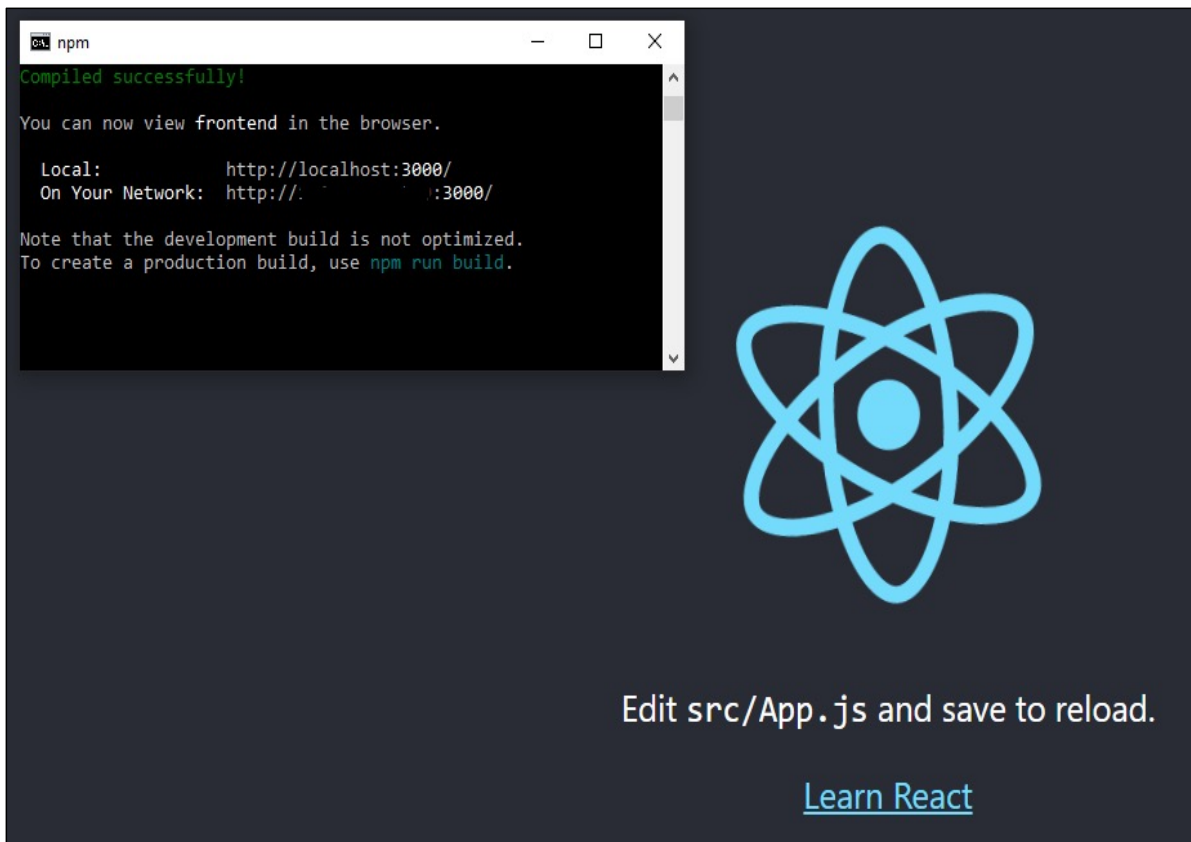 npm
Compiled successfully!
You can now view frontend in the browser.
Local: http://localhost:3000/
On Your Network: http:// :3000/
Note that the development build is not optimized.
To create a production build, use npm run build.
Edit src/App.js and save to reload.
Learn React